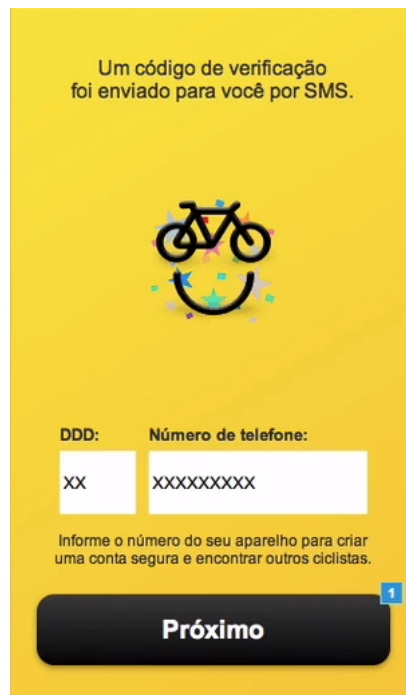 Um código de verificação
foi enviado para você por SMS.
DDD:
Número de telefone:
xx
xxxxxxxxx
Informe o número do seu aparelho para criar
uma conta segura e encontrar outros ciclistas.
1
Próximo